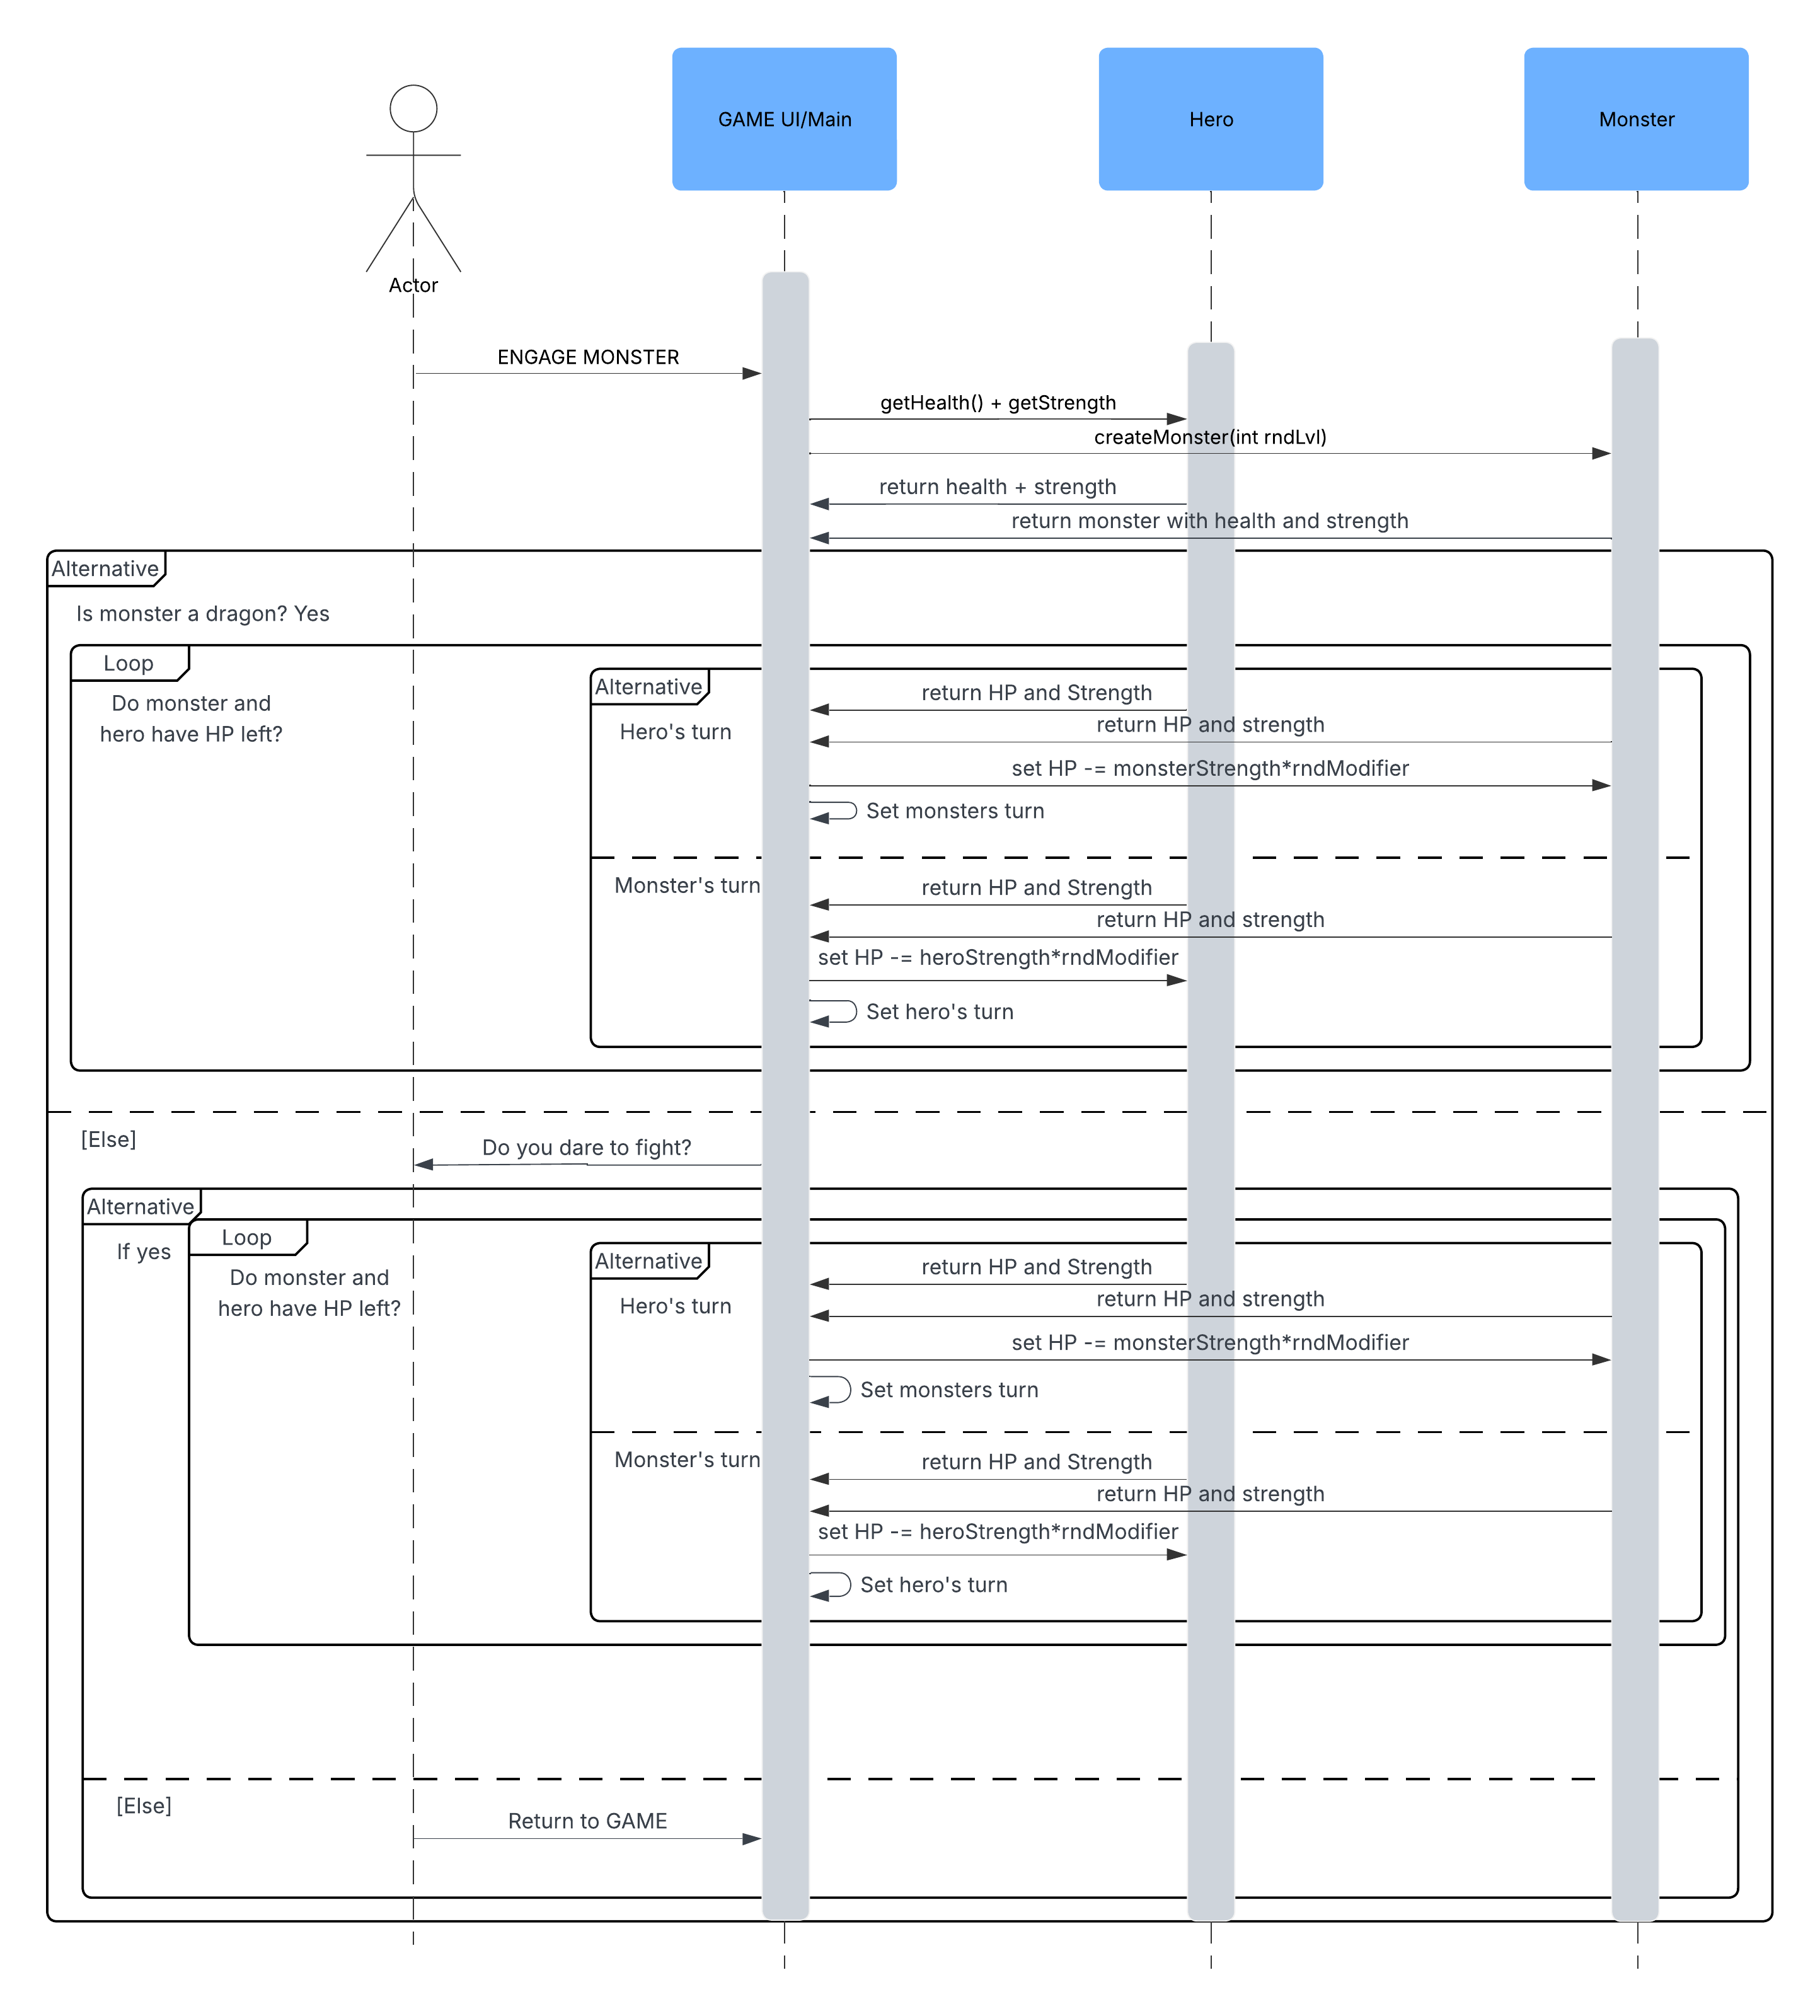 GAME UI/Main
Hero
Monster
Actor
ENGAGE MONSTER
getHealth() + getStrength
createMonster(int rndLvl)
return health + strength
return monster with health and strength
Alternative
Is monster a dragon? Yes
Loop
Do monster and
hero have HP left?
Alternative
Hero's turn
return HP and Strength
return HP and strength
set HP -= monsterStrength*rndModifier
Set monsters turn
Monster's turn
return HP and Strength
return HP and strength
set HP -= heroStrength*rndModifier
Set hero's turn
[Else]
Do you dare to fight?
Alternative
If yes
Loop
Do monster and
hero have HP left?
Alternative
Hero's turn
return HP and Strength
return HP and strength
set HP -= monsterStrength*rndModifier
Set monsters turn
Monster's turn
return HP and Strength
return HP and strength
set HP -= heroStrength*rndModifier
Set hero's turn
[Else]
Return to GAME